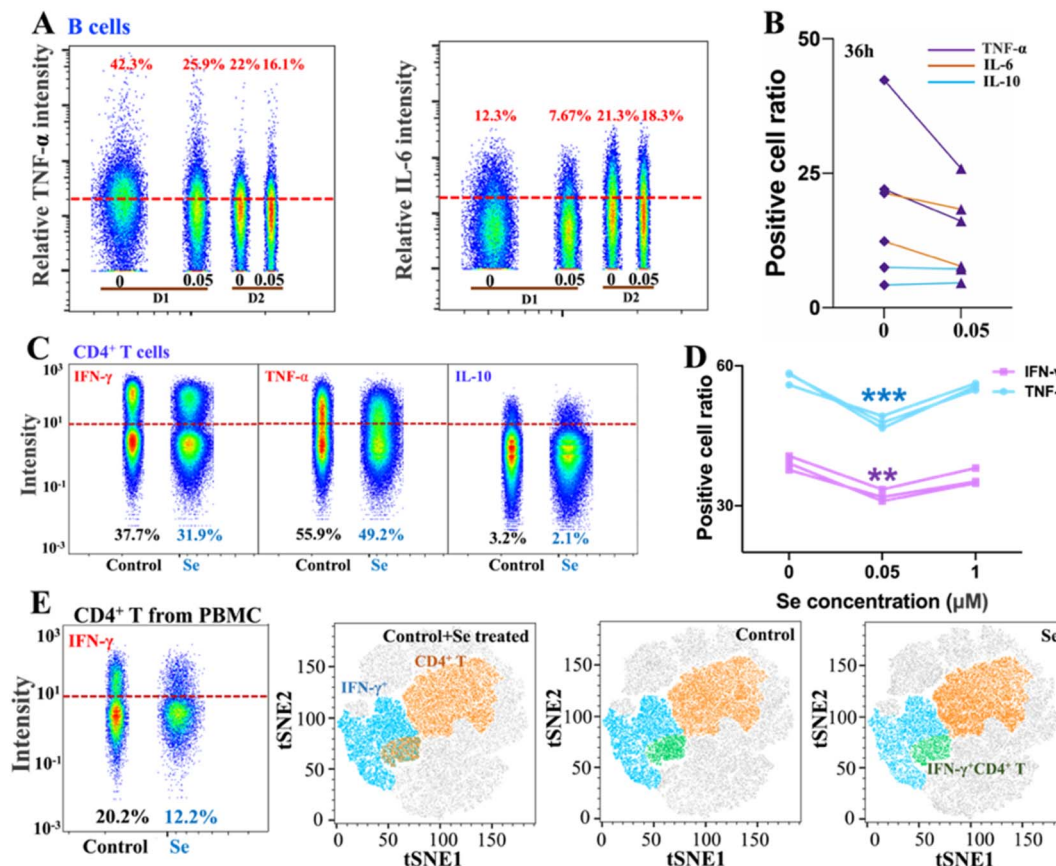 A B cells
Relative TNF-α intensity
42.3% 25.9% 22% 16.1%
0 0.05 0 0.05
D1 D2
Relative IL-6 intensity
12.3% 7.67% 21.3% 18.3%
0 0.05 0 0.05
D1 D2
B
36h
TNF-α
IL-6
IL-10
Positive cell ratio
50
25
0
0 0.05
C CD4⁺ T cells
Intensity
10³
10¹
10⁻¹
10⁻³
IFN-γ TNF-α IL-10
37.7% 31.9% 55.9% 49.2% 3.2% 2.1%
Control Se Control Se Control Se
D
Positive cell ratio
60
30
IFN-γ
TNF-
***
**
0 0.05 1
Se concentration (µM)
E CD4⁺ T from PBMC
IFN-γ
Intensity
10³
10¹
10⁻¹
10⁻³
20.2% 12.2%
Control Se
Control+Se treated
CD4⁺ T
IFN-γ⁺
tSNE2
150
100
50
0
0 50 100 150
tSNE1
Control
tSNE2
150
100
50
0
0 50 100 150
tSNE1
Se
IFN-γ⁺CD4⁺ T
tSNE2
150
100
50
0
0 50 100 150
tSNE1